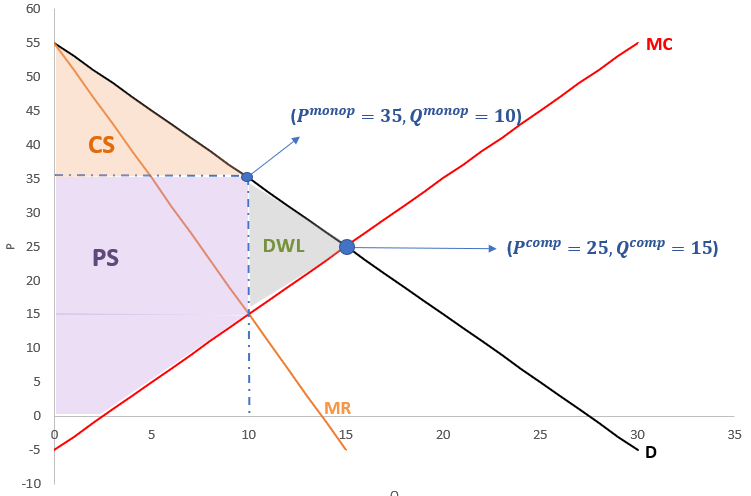 60
55
MC
50
45
(P^monop = 35, Q^monop = 10)
40
CS
35
30
DWL
25
(P^comp = 25, Q^comp = 15)
PS
P
20
15
10
5
MR
0
0 5 10 15 20 25 30 35
-5
D
-10